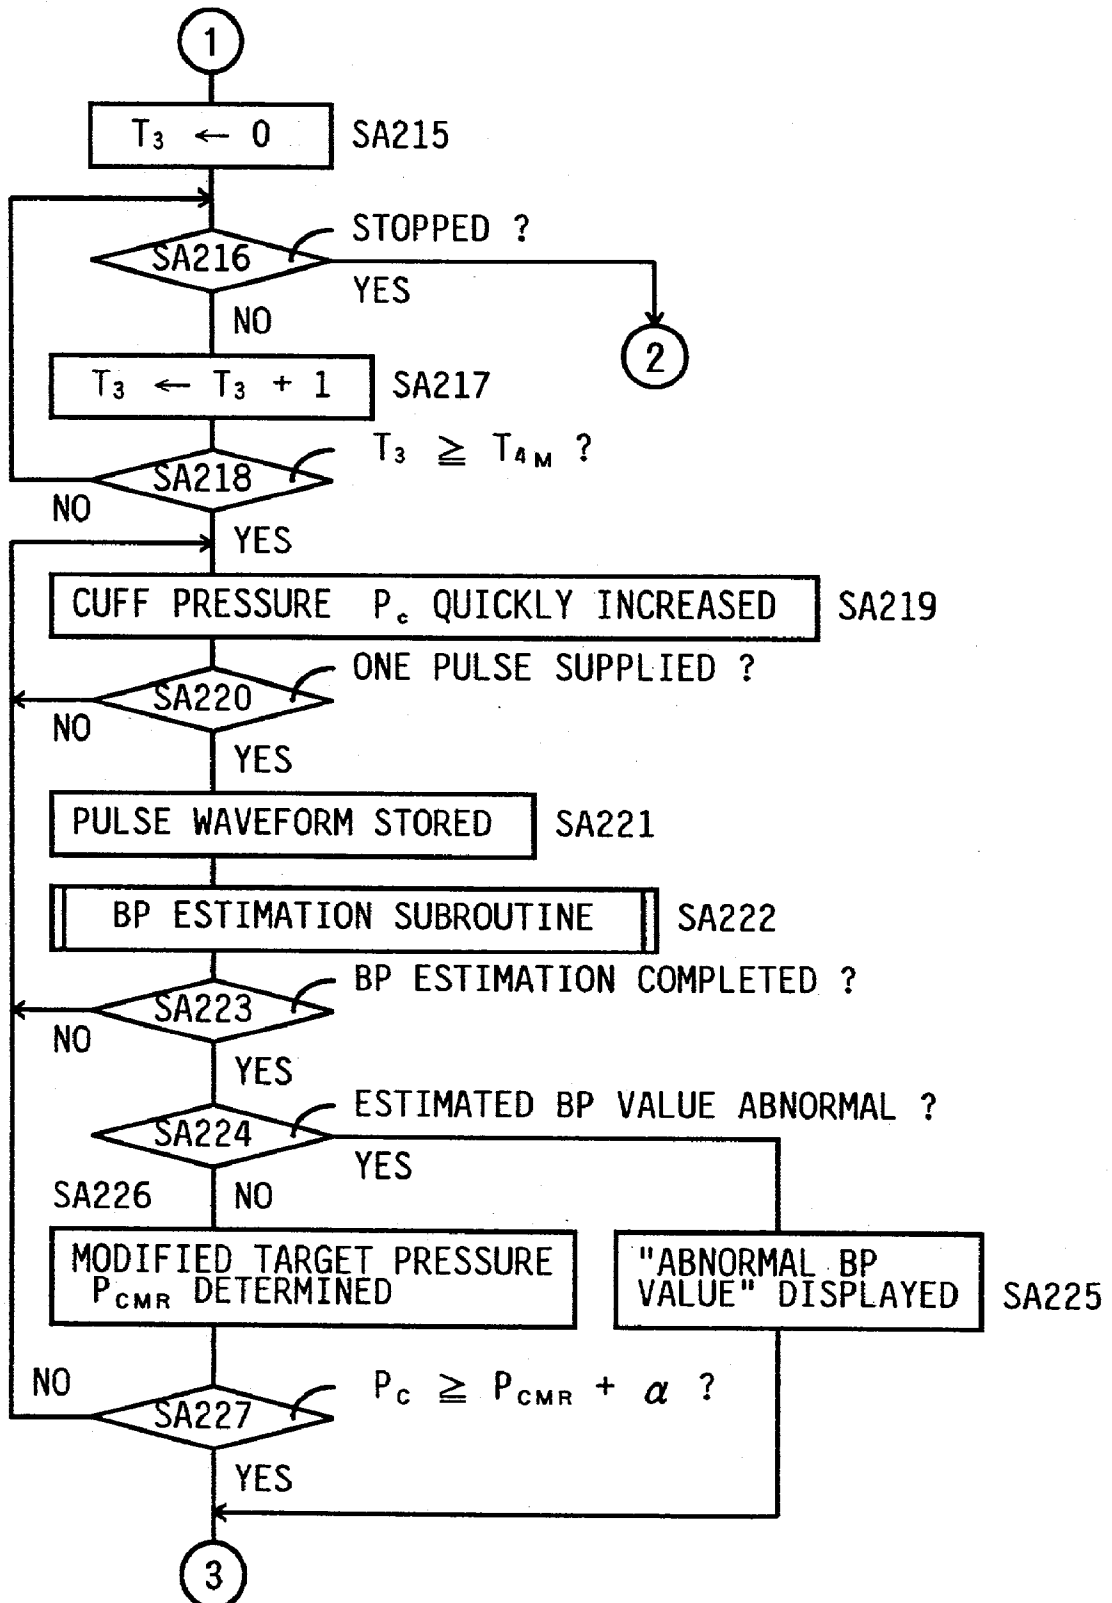 1
T₃ ← 0 SA215
STOPPED ?
SA216
YES
NO
2
T₃ ← T₃ + 1 SA217
T₃ ≧ T₄M ?
SA218
NO
YES
CUFF PRESSURE Pc QUICKLY INCREASED SA219
ONE PULSE SUPPLIED ?
SA220
NO
YES
PULSE WAVEFORM STORED SA221
BP ESTIMATION SUBROUTINE SA222
BP ESTIMATION COMPLETED ?
SA223
NO
YES
ESTIMATED BP VALUE ABNORMAL ?
SA224
YES
SA226 NO
MODIFIED TARGET PRESSURE
PCMR DETERMINED
"ABNORMAL BP
VALUE" DISPLAYED SA225
NO
PC ≧ PCMR + α ?
SA227
YES
3